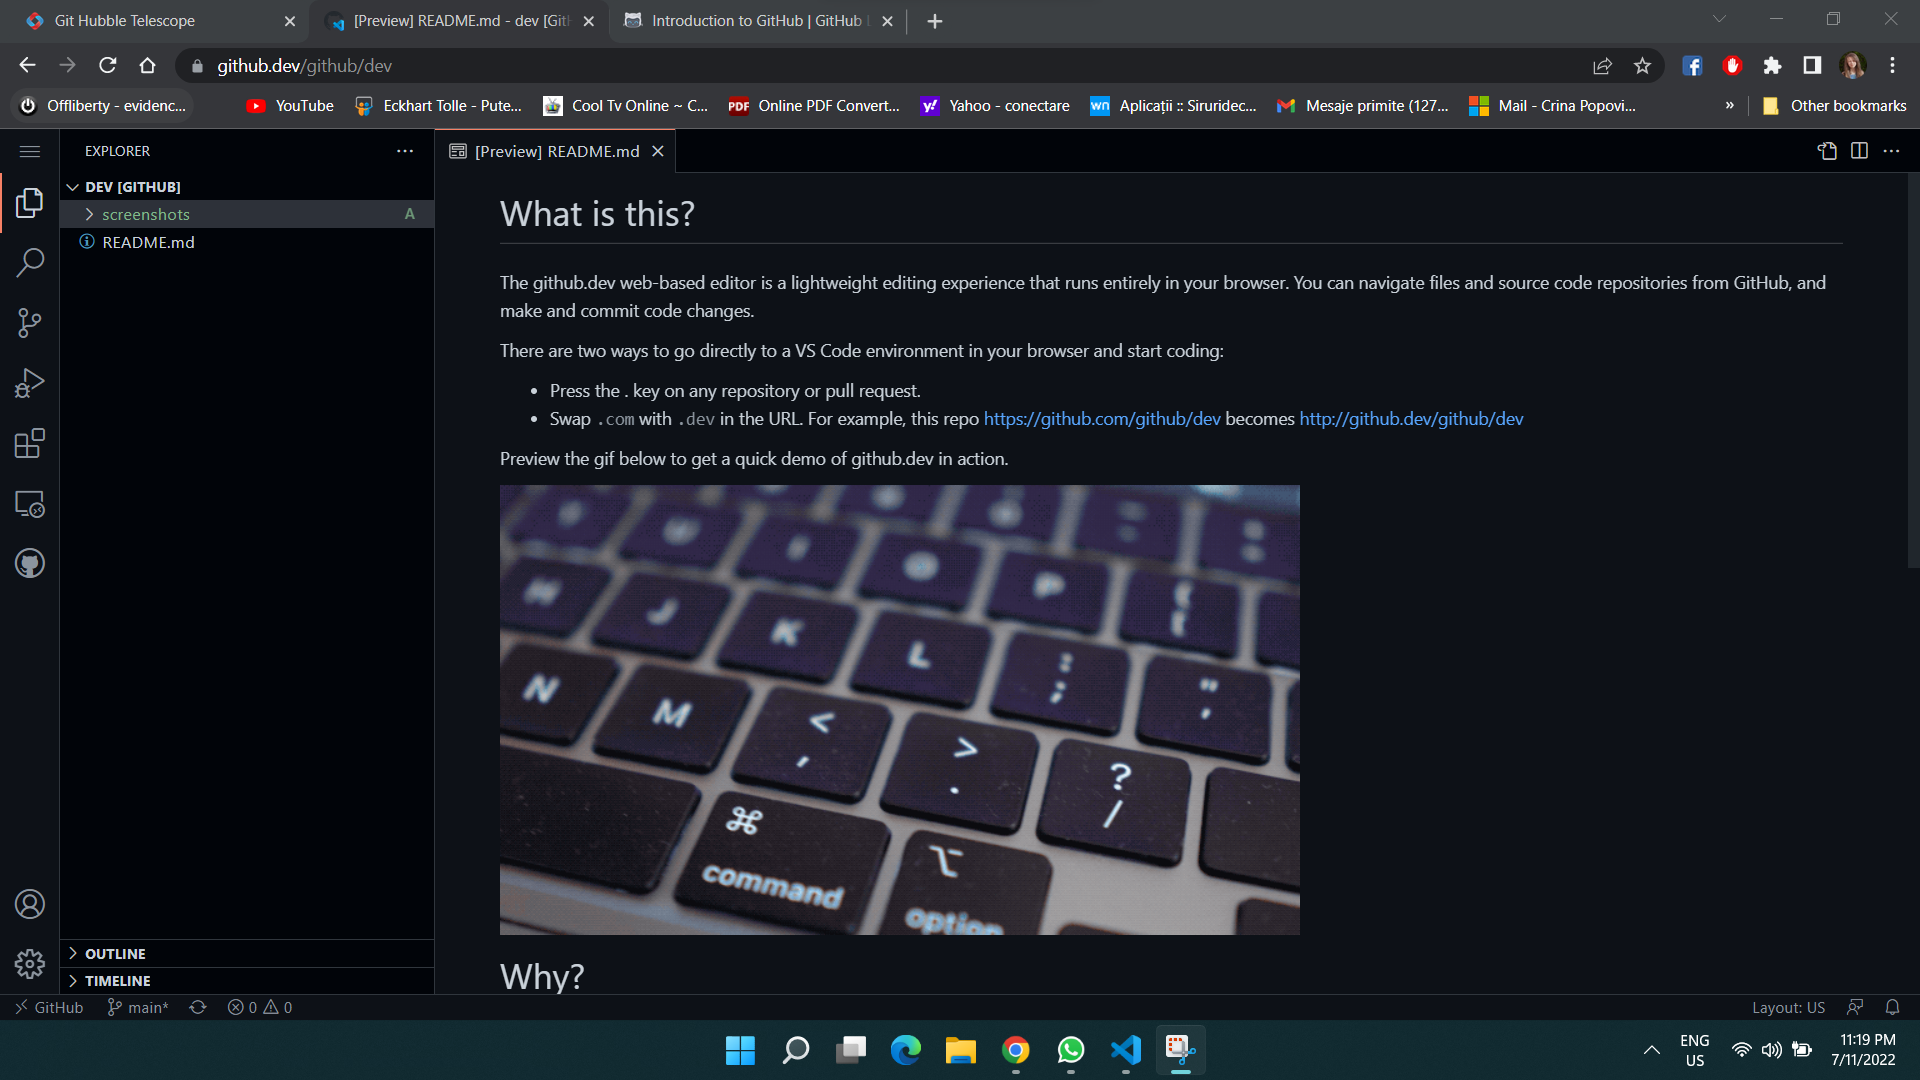 Git Hubble Telescope
[Preview] README.md - dev [Git
Introduction to GitHub | GitHub
github.dev/github/dev
Offliberty - evidenc...
YouTube
Eckhart Tolle - Pute...
Cool Tv Online ~ C...
PDF
Online PDF Convert...
y!
Yahoo - conectare
wn
Aplicații :: Siruridec...
Mesaje primite (127...
Mail - Crina Popovi...
»
Other bookmarks
EXPLORER
[Preview] README.md
DEV [GITHUB]
screenshots A
README.md
What is this?
The github.dev web-based editor is a lightweight editing experience that runs entirely in your browser. You can navigate files and source code repositories from GitHub, and
make and commit code changes.
There are two ways to go directly to a VS Code environment in your browser and start coding:
• Press the . key on any repository or pull request.
• Swap .com with .dev in the URL. For example, this repo https://github.com/github/dev becomes http://github.dev/github/dev
Preview the gif below to get a quick demo of github.dev in action.
P {
[
H J K L : ; " '
N M < , > . ? /
⌘
command
⌥
option
Why?
OUTLINE
TIMELINE
GitHub
main*
0 0
Layout: US
ENG
US
11:19 PM
7/11/2022